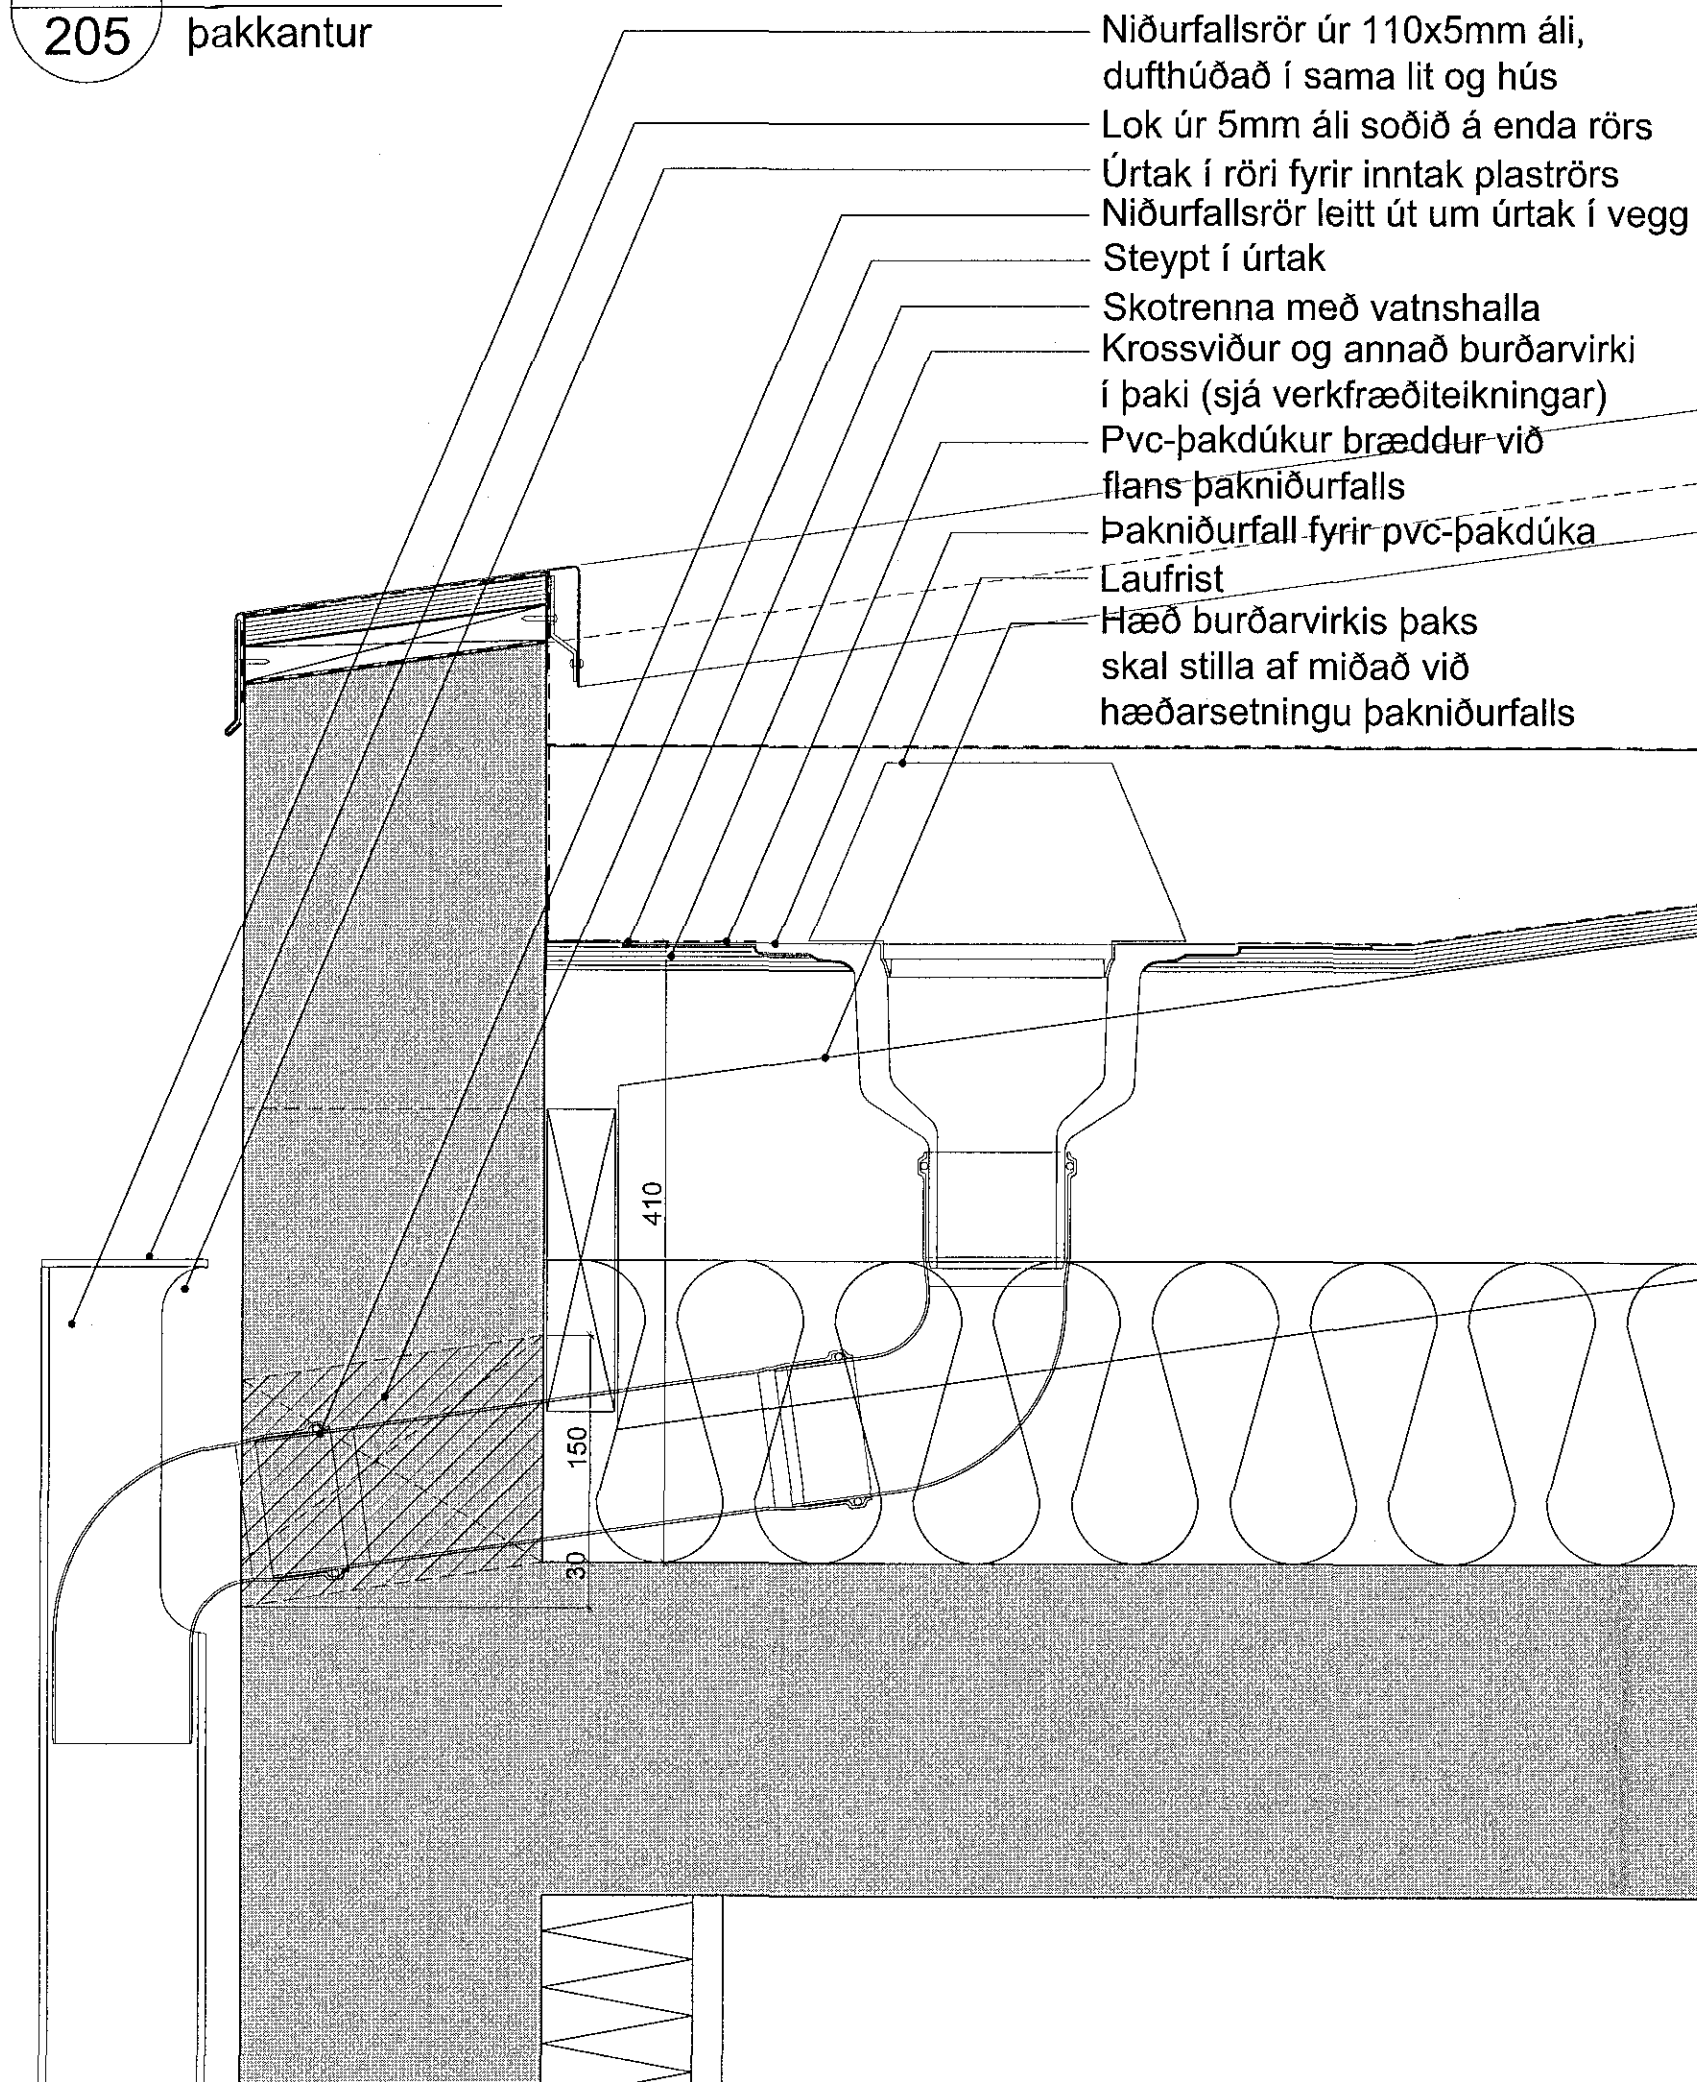 205
þakkantur
Niðurfallsrör úr 110x5mm áli,
dufthúðað í sama lit og hús
Lok úr 5mm áli soðið á enda rörs
Úrtak í röri fyrir inntak plaströrs
Niðurfallsrör leitt út um úrtak í vegg
Steypt í úrtak
Skotrenna með vatnshalla
Krossviður og annað burðarvirki
í þaki (sjá verkfræðiteikningar)
Pvc-þakdúkur bræddur við
flans þakniðurfalls
Þakniðurfall fyrir pvc-þakdúka
Laufrist
Hæð burðarvirkis þaks
skal stilla af miðað við
hæðarsetningu þakniðurfalls
410
150
30